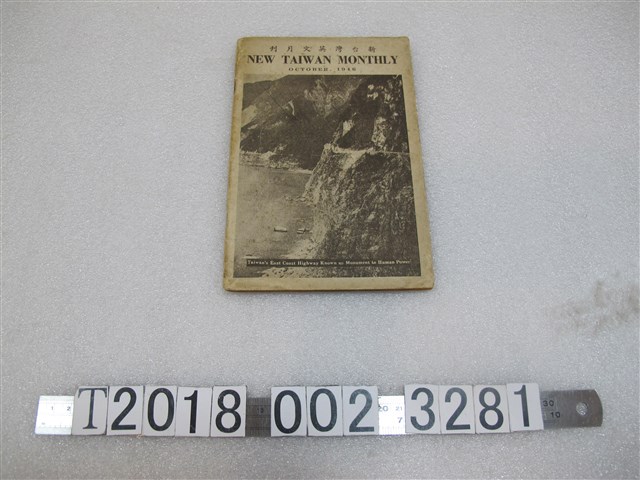 新台灣英文月刊
NEW TAIWAN MONTHLY
OCTOBER, 1946
Taiwan's East Coast Highway Known as Monument to Human Power
T2018 002 3281